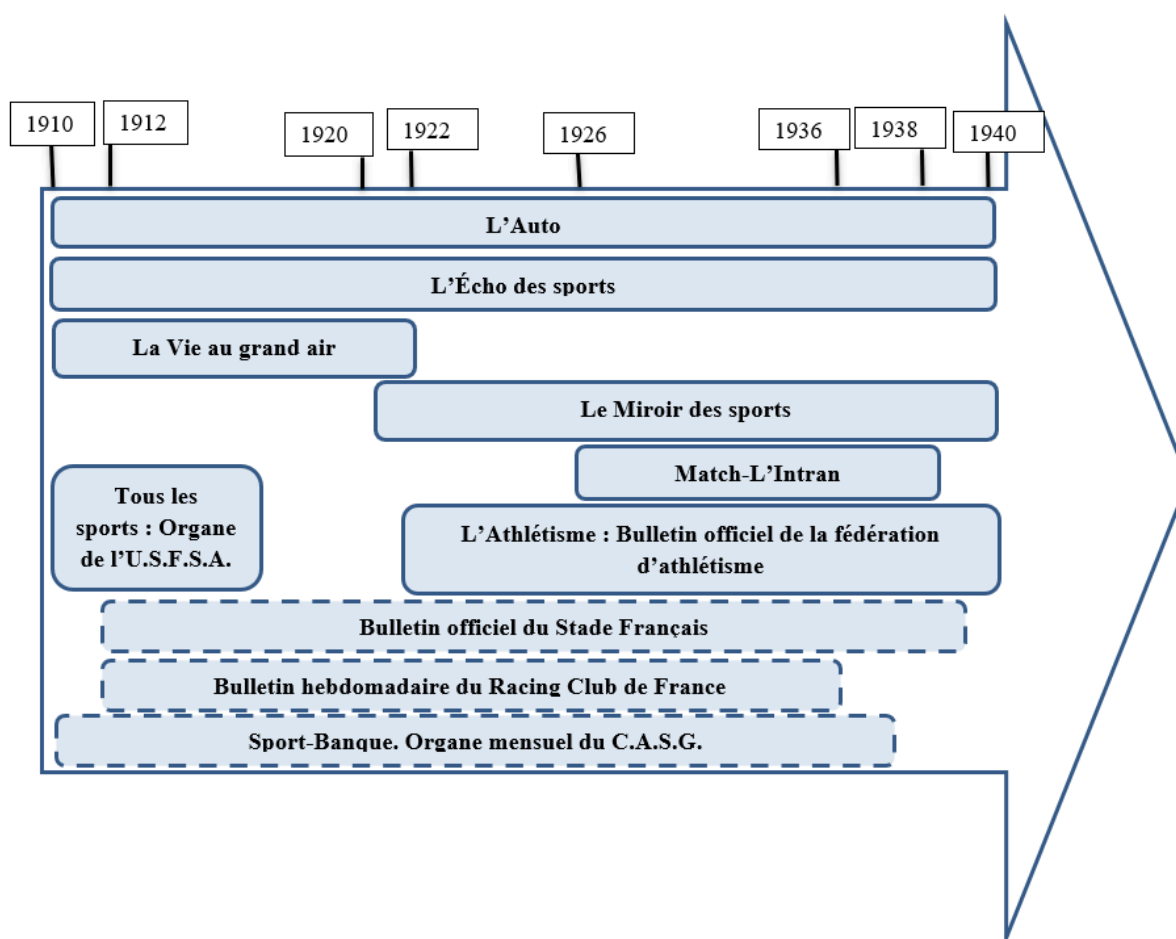 1910
1912
1920
1922
1926
1936
1938
1940
L'Auto
L'Écho des sports
La Vie au grand air
Le Miroir des sports
Match-L'Intran
Tous les
sports : Organe
de l'U.S.F.S.A.
L'Athlétisme : Bulletin officiel de la fédération
d'athlétisme
Bulletin officiel du Stade Français
Bulletin hebdomadaire du Racing Club de France
Sport-Banque. Organe mensuel du C.A.S.G.